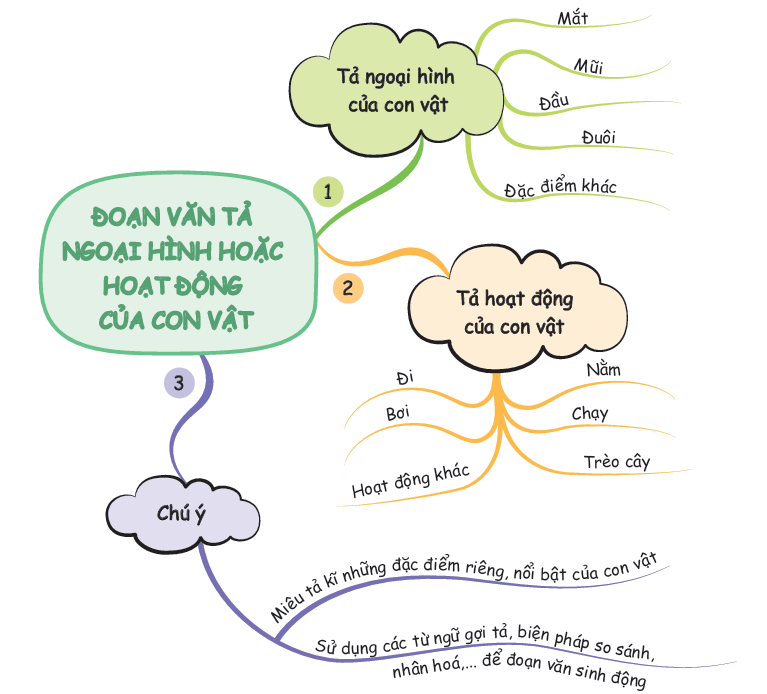 ĐOẠN VĂN TẢ
NGOẠI HÌNH HOẶC
HOẠT ĐỘNG
CỦA CON VẬT
1
Tả ngoại hình
của con vật
Mắt
Mũi
Đầu
Đuôi
Đặc điểm khác
2
Tả hoạt động
của con vật
Đi
Bơi
Hoạt động khác
Nằm
Chạy
Trèo cây
3
Chú ý
Miêu tả kĩ những đặc điểm riêng, nổi bật của con vật
Sử dụng các từ ngữ gợi tả, biện pháp so sánh,
nhân hoá,... để đoạn văn sinh động